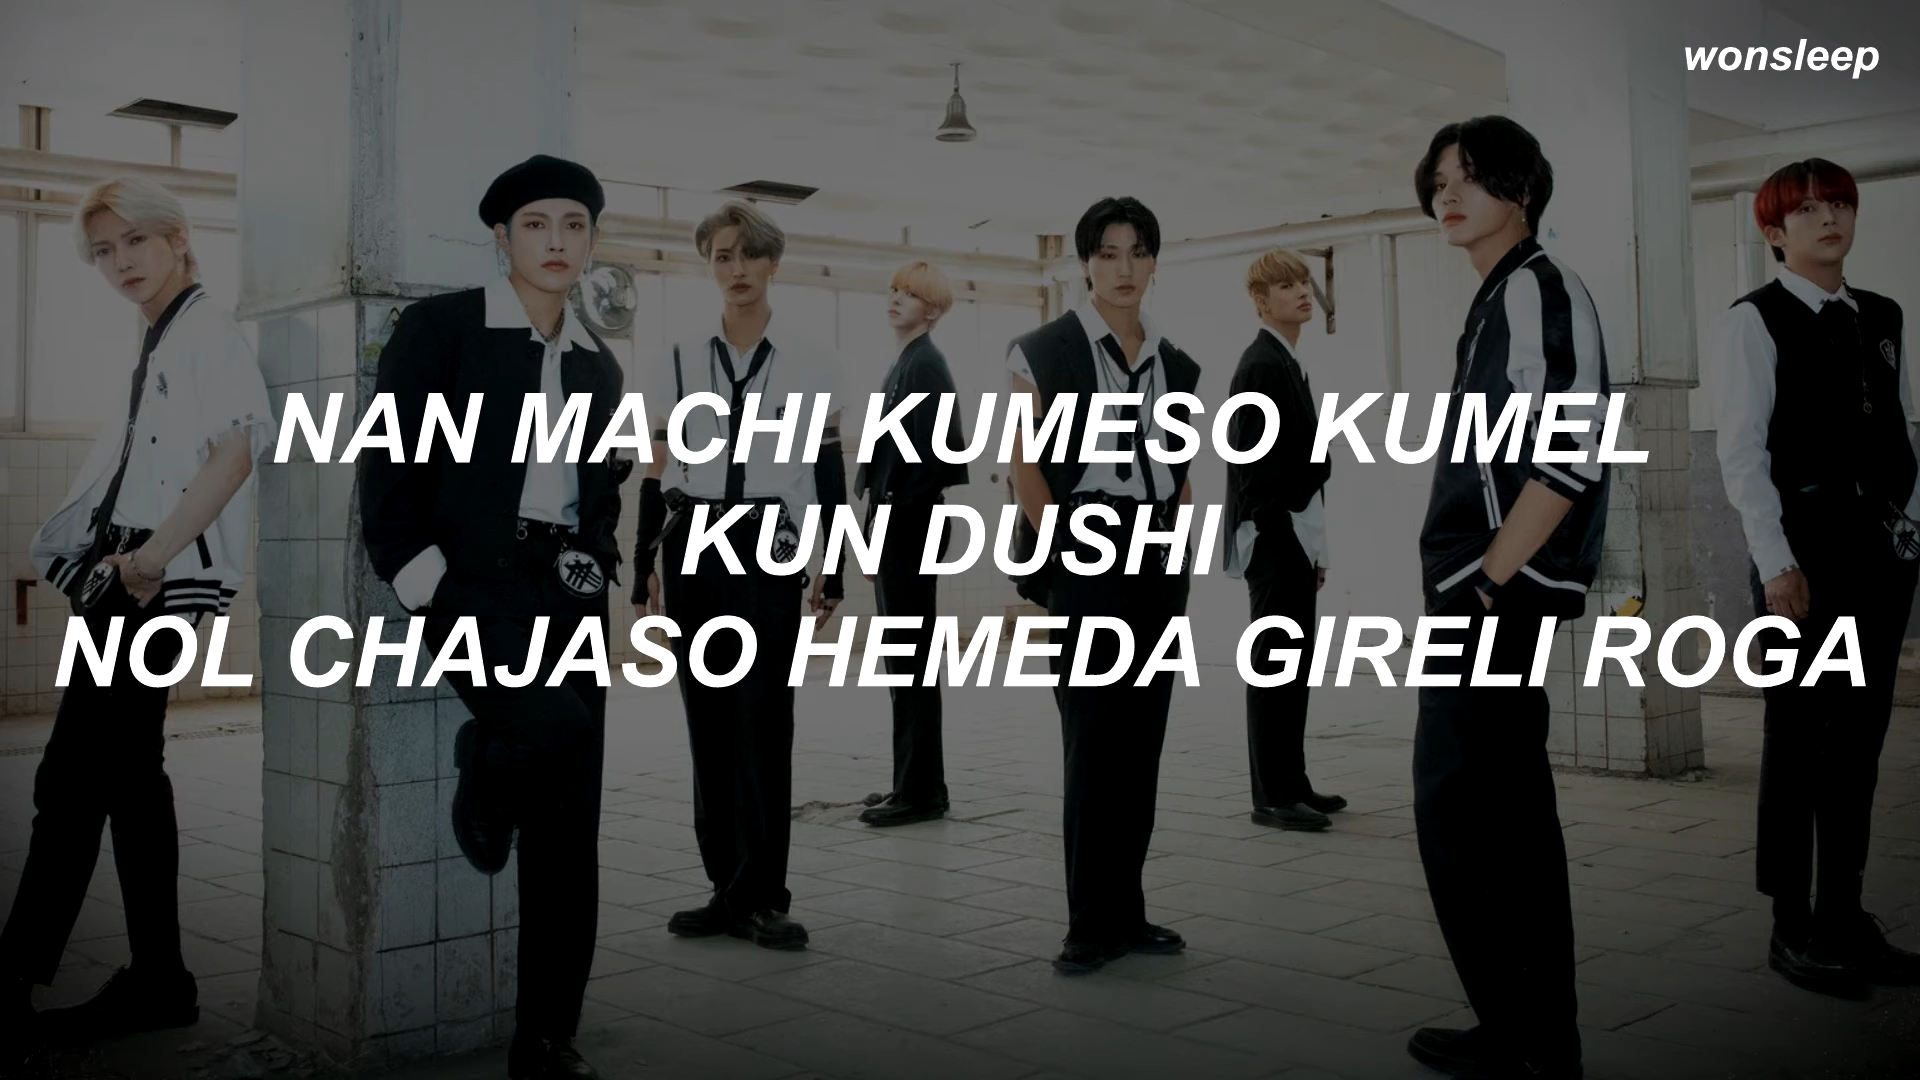 wonsleep
NAN MACHI KUMESO KUMEL
KUN DUSHI
NOL CHAJASO HEMEDA GIRELI ROGA